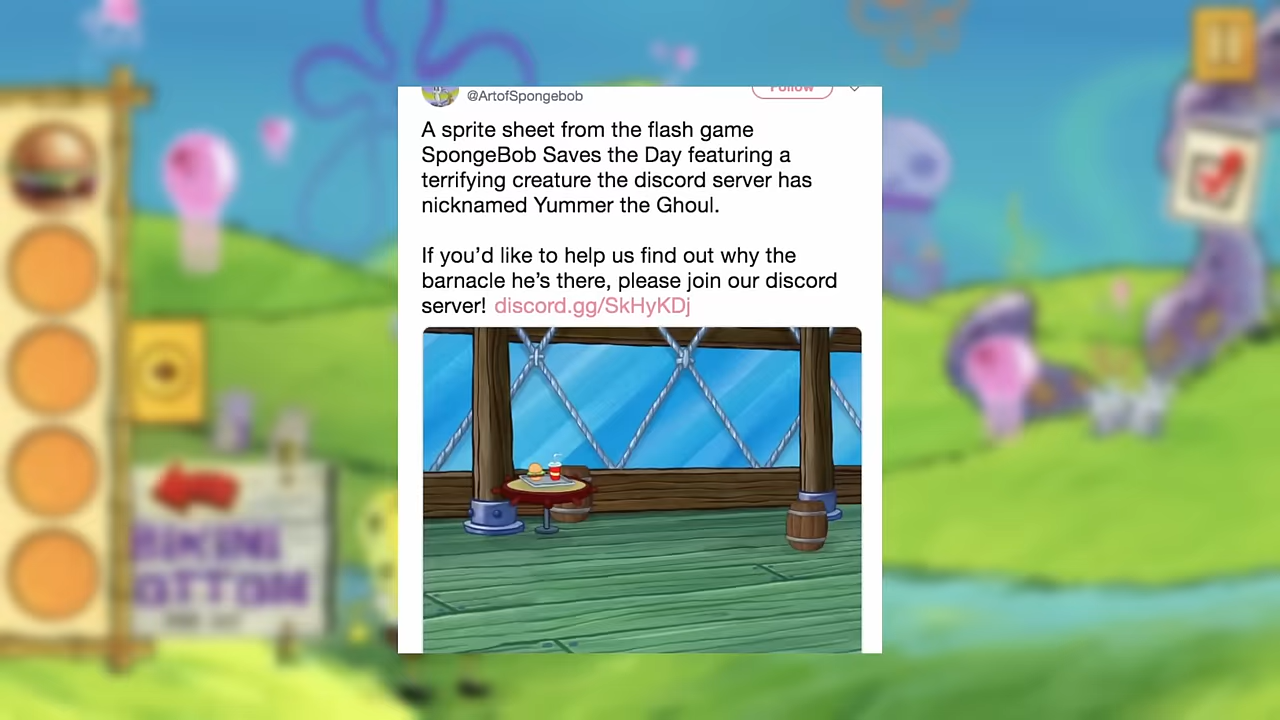 @ArtofSpongebob
Follow
A sprite sheet from the flash game
SpongeBob Saves the Day featuring a
terrifying creature the discord server has
nicknamed Yummer the Ghoul.
If you’d like to help us find out why the
barnacle he’s there, please join our discord
server! discord.gg/SkHyKDj
BIKINI
BOTTOM